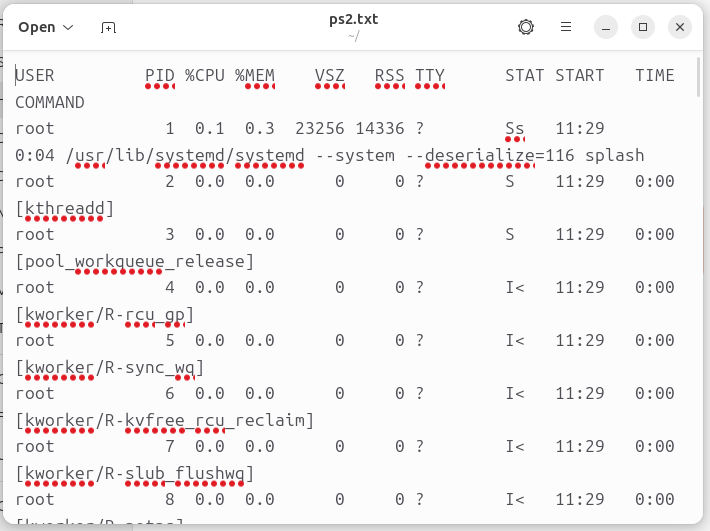 Open
ps2.txt
~/
USER PID %CPU %MEM VSZ RSS TTY STAT START TIME
COMMAND
root 1 0.1 0.3 23256 14336 ? Ss 11:29
0:04 /usr/lib/systemd/systemd --system --deserialize=116 splash
root 2 0.0 0.0 0 0 ? S 11:29 0:00
[kthreadd]
root 3 0.0 0.0 0 0 ? S 11:29 0:00
[pool_workqueue_release]
root 4 0.0 0.0 0 0 ? I< 11:29 0:00
[kworker/R-rcu_gp]
root 5 0.0 0.0 0 0 ? I< 11:29 0:00
[kworker/R-sync_wq]
root 6 0.0 0.0 0 0 ? I< 11:29 0:00
[kworker/R-kvfree_rcu_reclaim]
root 7 0.0 0.0 0 0 ? I< 11:29 0:00
[kworker/R-slub_flushwq]
root 8 0.0 0.0 0 0 ? I< 11:29 0:00